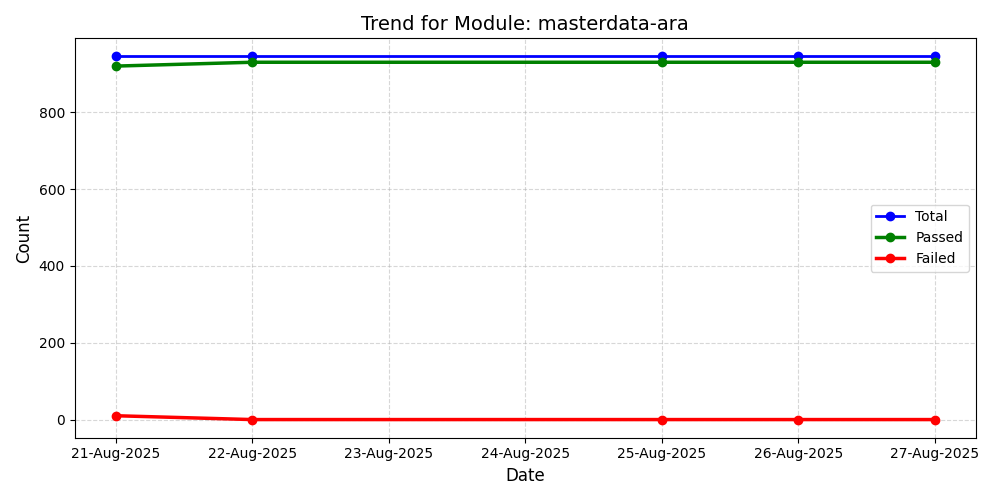 Trend for Module: masterdata-ara
Count
800
600
400
200
0
Total
Passed
Failed
21-Aug-2025 22-Aug-2025 23-Aug-2025 24-Aug-2025 25-Aug-2025 26-Aug-2025 27-Aug-2025
Date